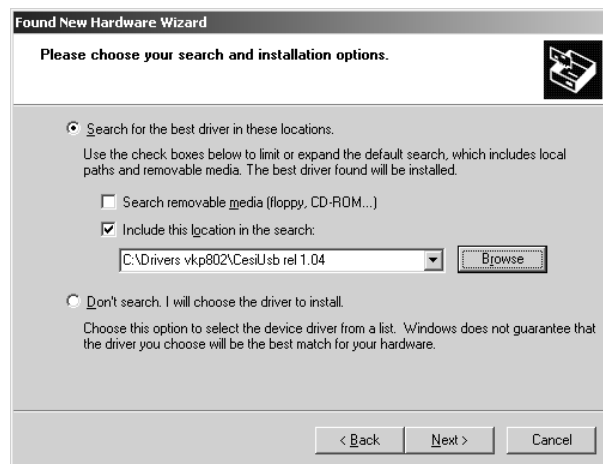 Found New Hardware Wizard
Please choose your search and installation options.
Search for the best driver in these locations.
Use the check boxes below to limit or expand the default search, which includes local
paths and removable media. The best driver found will be installed.
Search removable media (floppy, CD-ROM...)
Include this location in the search:
C:\Drivers vkp802\CesiUsb rel 1.04
Browse
Don't search. I will choose the driver to install.
Choose this option to select the device driver from a list. Windows does not guarantee that
the driver you choose will be the best match for your hardware.
< Back Next > Cancel